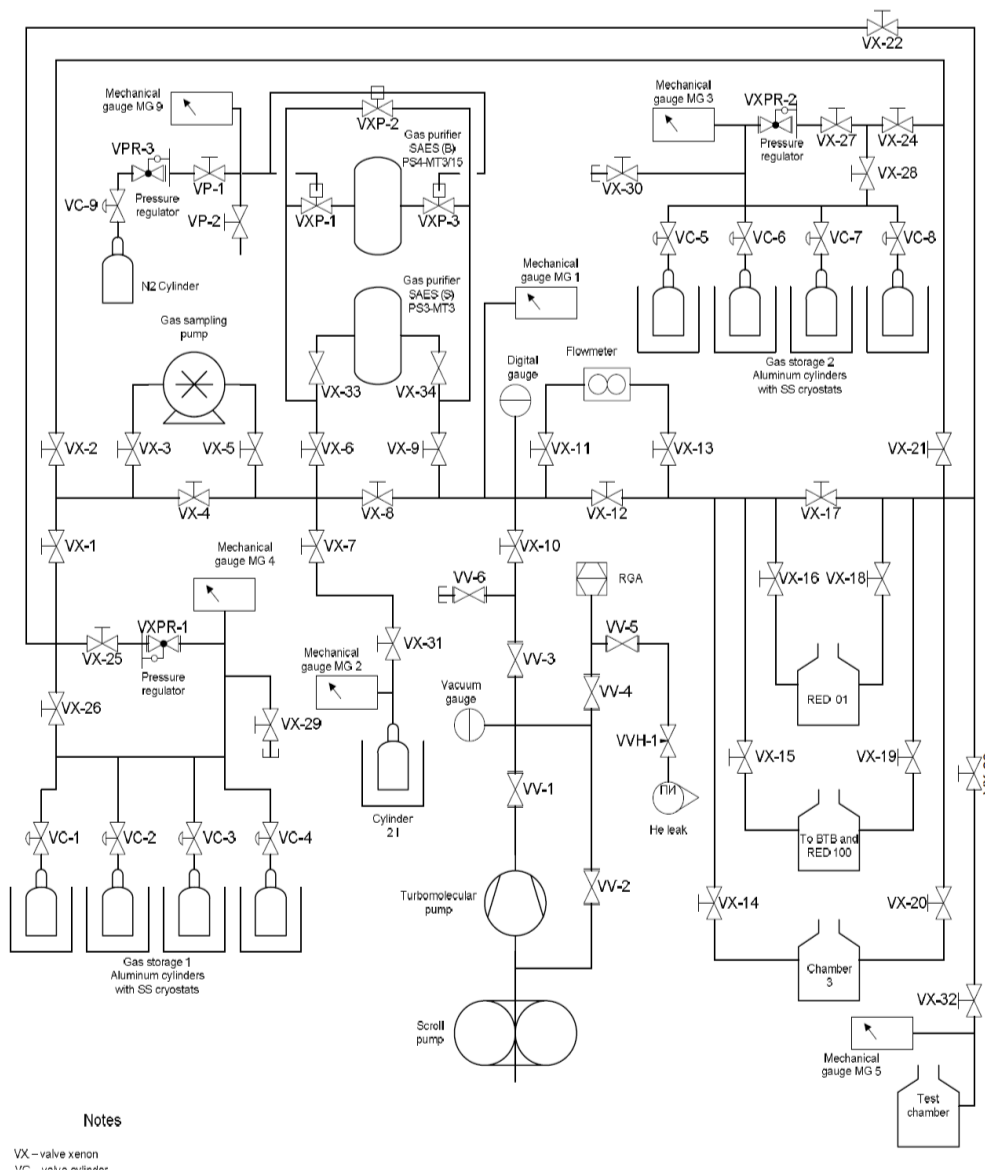 VX-22
Mechanical
gauge MG 9
VXP-2
Mechanical
gauge MG 3
VXPR-2
VX-27
VX-24
Pressure
regulator
VPR-3
Gas purifier
SAES (B)
PS4-MT3/15
VX-30
VX-28
VP-1
Pressure
regulator
VC-9
VP-2
VXP-1
VXP-3
VC-5
VC-6
VC-7
VC-8
N2 Cylinder
Mechanical
gauge MG 1
Gas purifier
SAES (S)
PS3-MT3
Gas sampling
pump
Digital
gauge
Flowmeter
Gas storage 2
Aluminum cylinders
with SS cryostats
VX-33
VX-34
VX-2
VX-3
VX-5
VX-6
VX-9
VX-11
VX-13
VX-21
VX-4
VX-8
VX-12
VX-17
VX-1
VX-7
VX-10
Mechanical
gauge MG 4
VV-6
RGA
VX-16
VX-18
VXPR-1
VV-5
VX-25
Pressure
regulator
VX-31
Mechanical
gauge MG 2
VV-3
VV-4
Vacuum
gauge
RED 01
VX-26
VX-29
VVH-1
VX-15
VX-19
ПИ
He leak
VV-1
VC-1
VC-2
VC-3
VC-4
Cylinder
2 l
To BTB and
RED 100
VV-2
Turbomolecular
pump
VX-14
VX-20
Gas storage 1
Aluminum cylinders
with SS cryostats
Chamber
3
VX-32
Scroll
pump
Mechanical
gauge MG 5
Test
chamber
Notes
VX – valve xenon
VC – valve cylinder